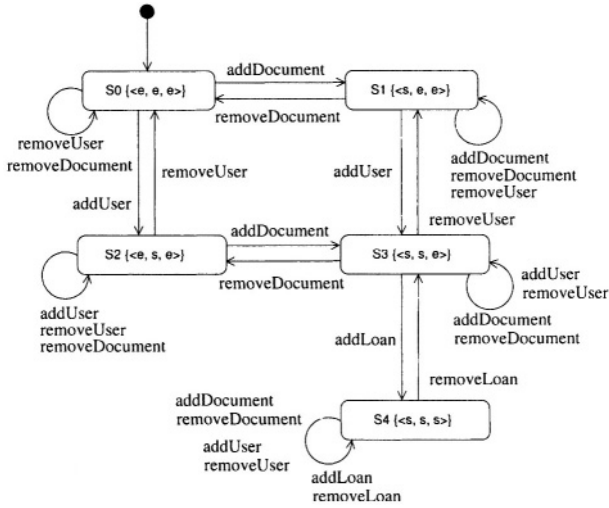 addDocument
S0 {<e, e, e>}
S1 {<s, e, e>}
removeDocument
removeUser
removeDocument
addDocument
removeDocument
removeUser
removeUser
addUser
addUser
removeUser
addDocument
S2 {<e, s, e>}
S3 {<s, s, e>}
removeDocument
addUser
removeUser
addUser
removeUser
removeDocument
addDocument
removeDocument
addLoan
removeLoan
addDocument
removeDocument
S4 {<s, s, s>}
addUser
removeUser
addLoan
removeLoan